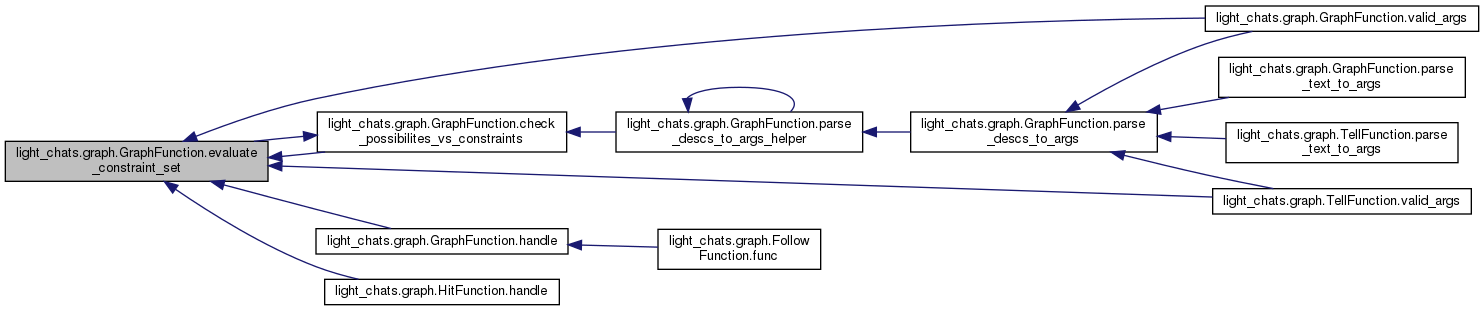 light_chats.graph.GraphFunction.evaluate
_constraint_set
light_chats.graph.GraphFunction.check
_possibilites_vs_constraints
light_chats.graph.GraphFunction.parse
_descs_to_args_helper
light_chats.graph.GraphFunction.parse
_descs_to_args
light_chats.graph.GraphFunction.valid_args
light_chats.graph.GraphFunction.parse
_text_to_args
light_chats.graph.TellFunction.parse
_text_to_args
light_chats.graph.TellFunction.valid_args
light_chats.graph.GraphFunction.handle
light_chats.graph.Follow
Function.func
light_chats.graph.HitFunction.handle